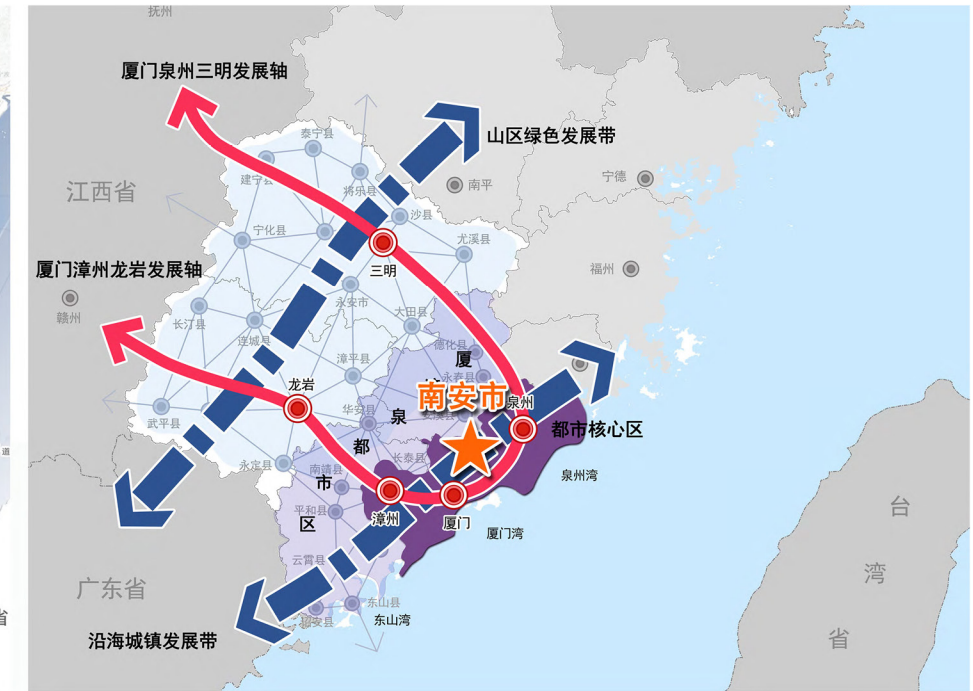 抚州
厦门泉州三明发展轴
山区绿色发展带
泰宁县
建宁县
将乐县
南平
宁德
江西省
沙县
宁化县
尤溪县
三明
福州
厦门漳州龙岩发展轴
赣州
永安市
长汀县
大田县
连城县
德化县
厦
漳平县
永春县
龙岩
南安市
泉州
武平县
华安县
泉
都市核心区
道
都
长泰县
永定县
南靖县
泉州湾
市
平和县
漳州
厦门
台
区
厦门湾
云霄县
湾
广东省
东山县
诏安县
东山湾
省
省
沿海城镇发展带